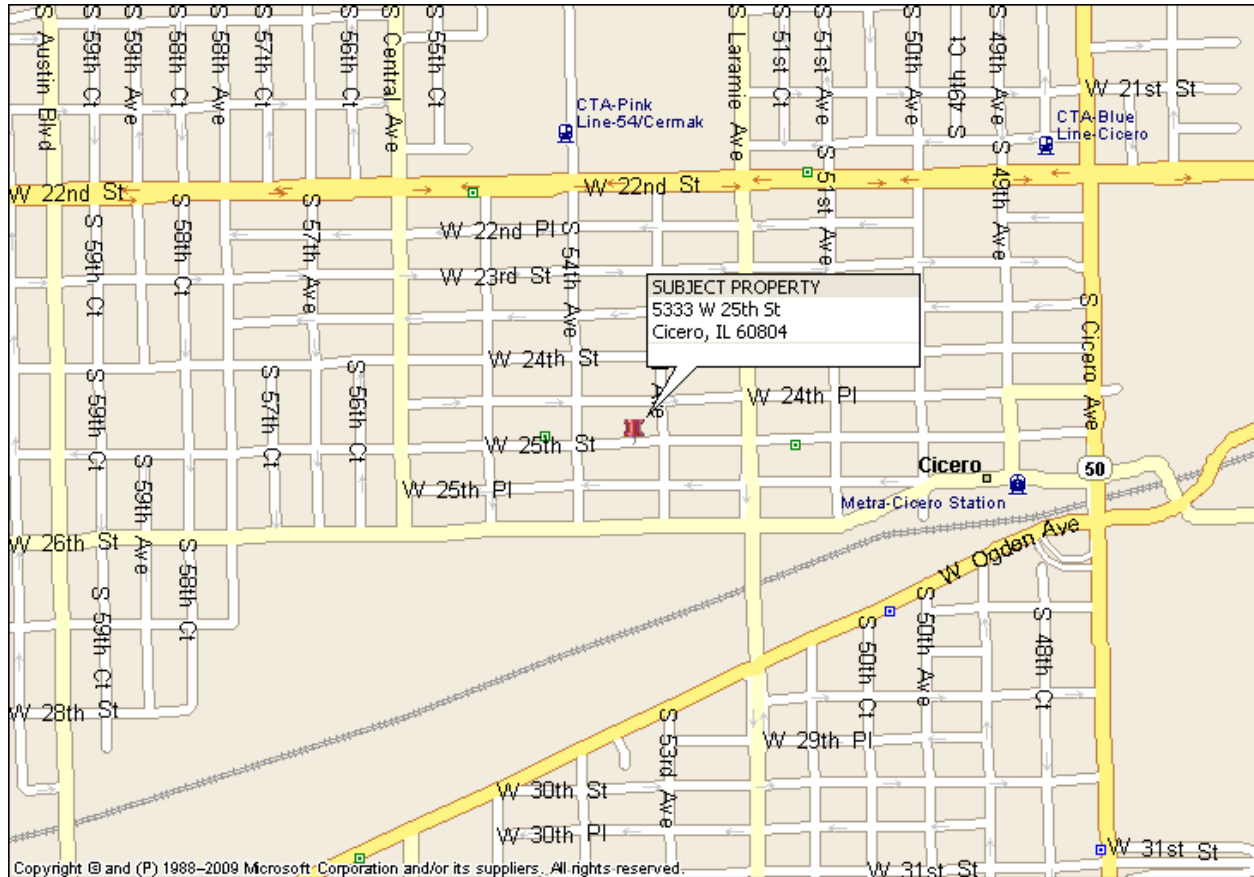 S Austin Blvd
S 59th Ct
S 59th Ave
S 58th Ct
S 58th Ave
S 57th Ct
S 56th Ct
S Central Ave
S 55th Ct
S Laramie Ave
S 51st Ct
S 51st Ave
S 50th Ave
S 49th Ct
S 49th Ave
W 21st St
CTA-Pink
Line-54/Cermak
CTA-Blue
Line-Cicero
W 22nd St
W 22nd St
S 59th Ct
S 58th Ct
S 57th Ave
W 22nd Pl
S 54th Ave
S 51st Ave
S 49th Ave
W 23rd St
SUBJECT PROPERTY
5333 W 25th St
Cicero, IL 60804
S Cicero Ave
W 24th St
S 59th Ct
S 57th Ct
S 56th Ct
Ave
W 24th Pl
W 25th St
S 59th Ave
Cicero
50
W 25th Pl
Metra-Cicero Station
W 26th St
S 58th Ct
W Ogden Ave
S 59th Ct
S 50th Ct
S 50th Ave
S 48th Ct
W 28th St
S 53rd Ave
W 29th Pl
W 30th St
W 30th Pl
W 31st St
W 31st St
Copyright © and (P) 1988–2009 Microsoft Corporation and/or its suppliers. All rights reserved.